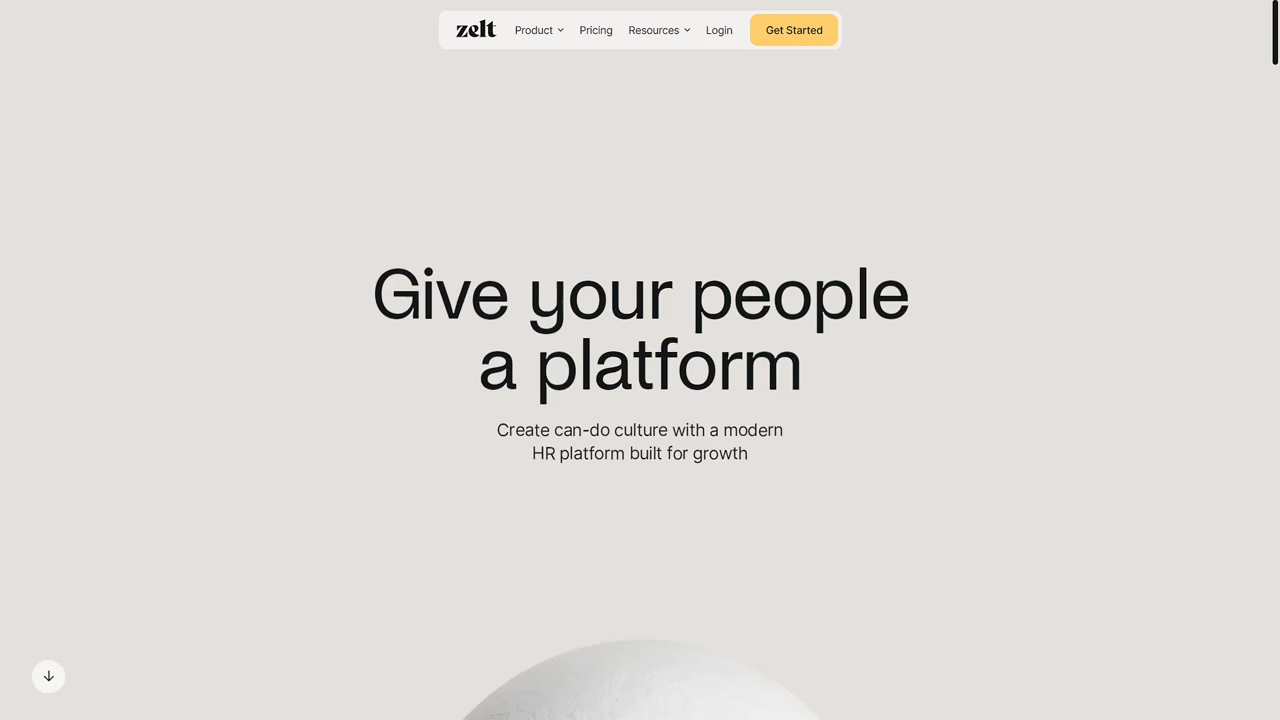 zelt
Product
Pricing
Resources
Login
Get Started
Give your people
a platform
Create can-do culture with a modern
HR platform built for growth